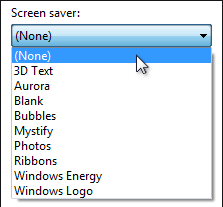 Screen saver:
(None)
(None)
3D Text
Aurora
Blank
Bubbles
Mystify
Photos
Ribbons
Windows Energy
Windows Logo